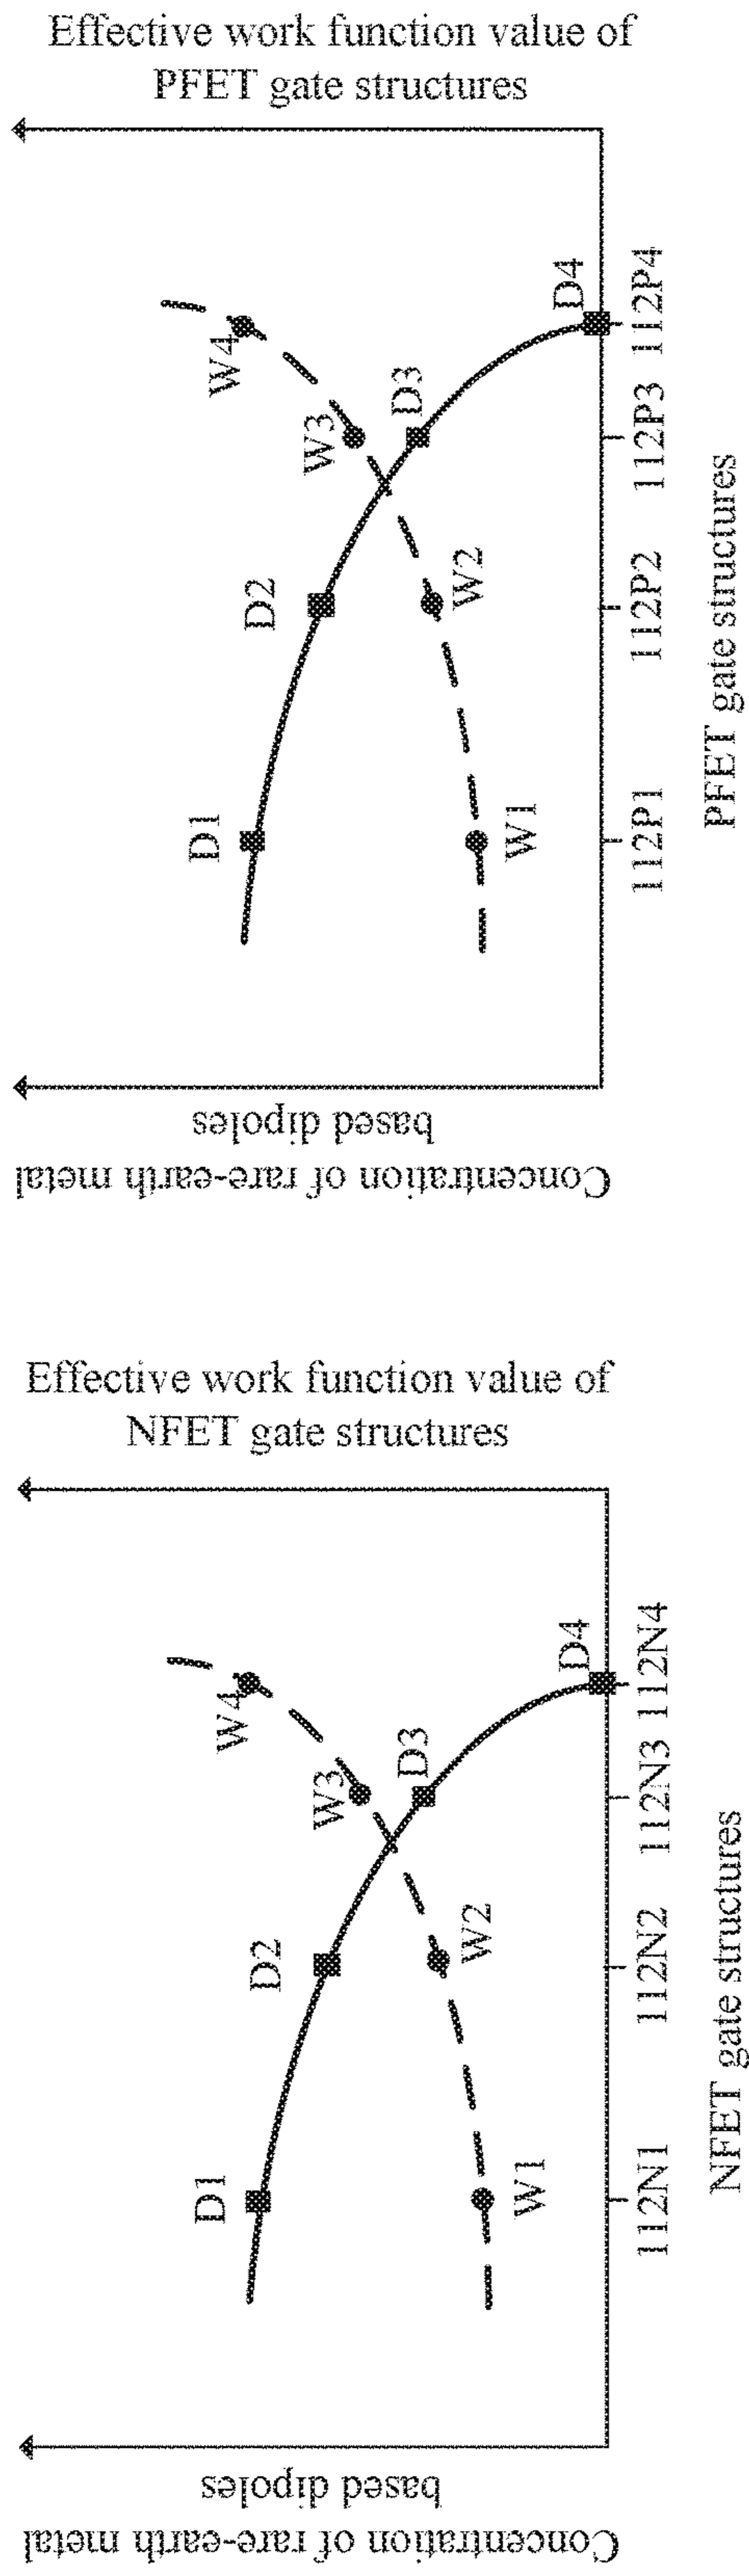 Effective work function value of
PFET gate structures
W4
D4
W3
D3
D2
W2
D1
W1
112P1
112P2
112P3
112P4
PFET gate structures
Concentration of rare-earth metal
based dipoles
Effective work function value of
NFET gate structures
W4
D4
W3
D3
D2
W2
D1
W1
112N1
112N2
112N3
112N4
NFET gate structures
Concentration of rare-earth metal
based dipoles